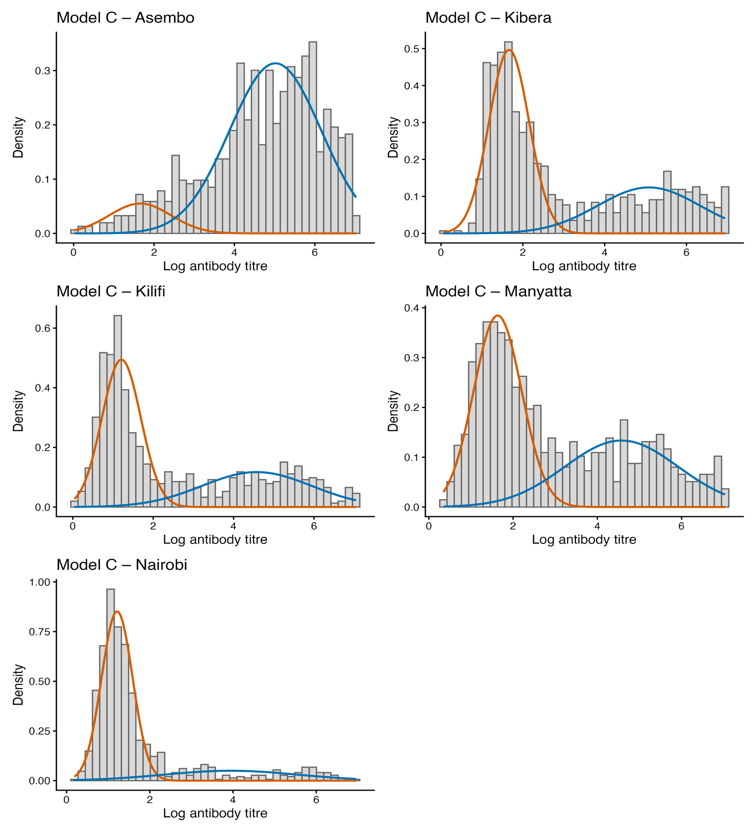 Model C – Asembo
Density
0.3
0.2
0.1
0.0
0 2 4 6
Log antibody titre
Model C – Kibera
Density
0.5
0.4
0.3
0.2
0.1
0.0
0 2 4 6
Log antibody titre
Model C – Kilifi
Density
0.6
0.4
0.2
0.0
0 2 4 6
Log antibody titre
Model C – Manyatta
Density
0.4
0.3
0.2
0.1
0.0
0 2 4 6
Log antibody titre
Model C – Nairobi
Density
1.00
0.75
0.50
0.25
0.00
0 2 4 6
Log antibody titre